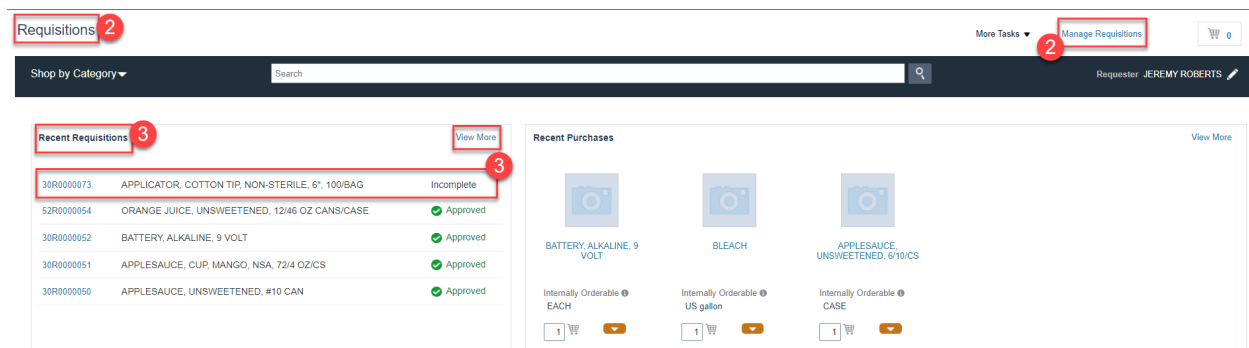 Requisitions 2
More Tasks ▼ Manage Requisitions 2 0
Shop by Category Search Requester JEREMY ROBERTS
Recent Requisitions 3 View More 3
30R0000073 APPLICATOR, COTTON TIP, NON-STERILE, 6", 100/BAG Incomplete
52R0000054 ORANGE JUICE, UNSWEETENED, 12/46 OZ CANS/CASE Approved
30R0000052 BATTERY, ALKALINE, 9 VOLT Approved
30R0000051 APPLESAUCE, CUP, MANGO, NSA, 72/4 OZ/CS Approved
30R0000050 APPLESAUCE, UNSWEETENED, #10 CAN Approved
Recent Purchases View More
BATTERY, ALKALINE, 9
VOLT
BLEACH
APPLESAUCE,
UNSWEETENED, 6/10/CS
Internally Orderable Internally Orderable Internally Orderable
EACH US gallon CASE
1 1 1